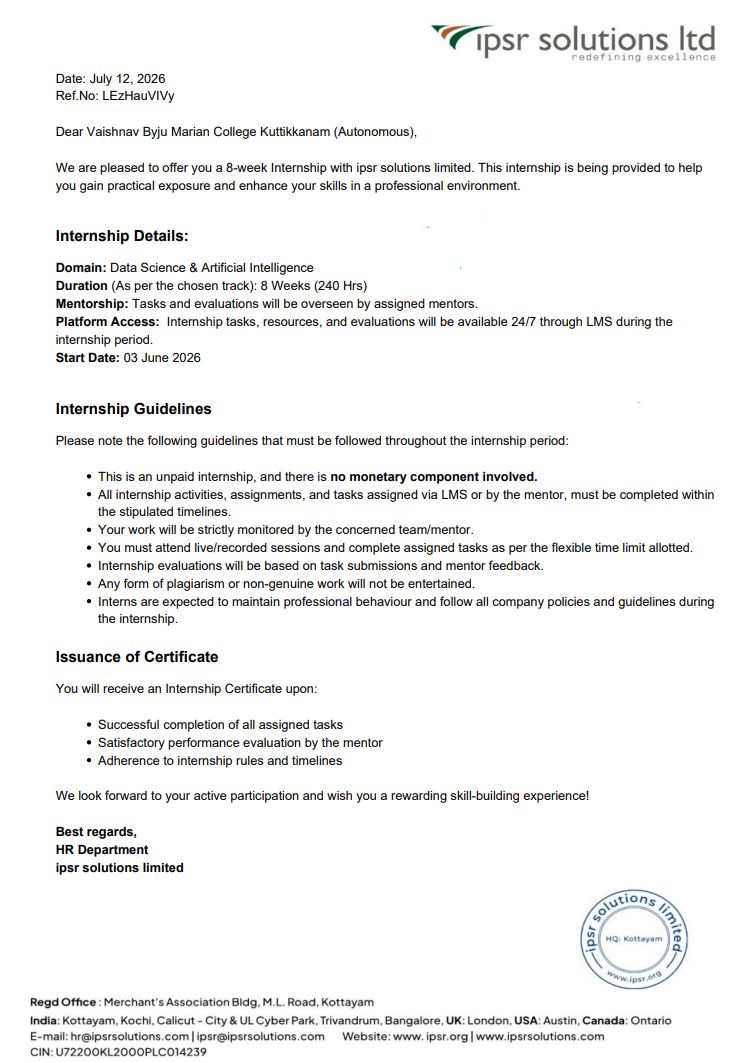 ipsr solutions ltd
redefining excellence
Date: July 12, 2026
Ref.No: LEzHauVIVy
Dear Vaishnav Byju Marian College Kuttikkanam (Autonomous),
We are pleased to offer you a 8-week Internship with ipsr solutions limited. This internship is being provided to help
you gain practical exposure and enhance your skills in a professional environment.
Internship Details:
Domain: Data Science & Artificial Intelligence
Duration (As per the chosen track): 8 Weeks (240 Hrs)
Mentorship: Tasks and evaluations will be overseen by assigned mentors.
Platform Access: Internship tasks, resources, and evaluations will be available 24/7 through LMS during the
internship period.
Start Date: 03 June 2026
Internship Guidelines
Please note the following guidelines that must be followed throughout the internship period:
• This is an unpaid internship, and there is no monetary component involved.
• All internship activities, assignments, and tasks assigned via LMS or by the mentor, must be completed within
the stipulated timelines.
• Your work will be strictly monitored by the concerned team/mentor.
• You must attend live/recorded sessions and complete assigned tasks as per the flexible time limit allotted.
• Internship evaluations will be based on task submissions and mentor feedback.
• Any form of plagiarism or non-genuine work will not be entertained.
• Interns are expected to maintain professional behaviour and follow all company policies and guidelines during
the internship.
Issuance of Certificate
You will receive an Internship Certificate upon:
• Successful completion of all assigned tasks
• Satisfactory performance evaluation by the mentor
• Adherence to internship rules and timelines
We look forward to your active participation and wish you a rewarding skill-building experience!
Best regards,
HR Department
ipsr solutions limited
ipsr solutions limited
HQ: Kottayam
www.ipsr.org
Regd Office : Merchant's Association Bldg, M.L. Road, Kottayam
India: Kottayam, Kochi, Calicut - City & UL Cyber Park, Trivandrum, Bangalore, UK: London, USA: Austin, Canada: Ontario
E-mail: hr@ipsrsolutions.com | ipsr@ipsrsolutions.com Website: www. ipsr.org | www.ipsrsolutions.com
CIN: U72200KL2000PLC014239